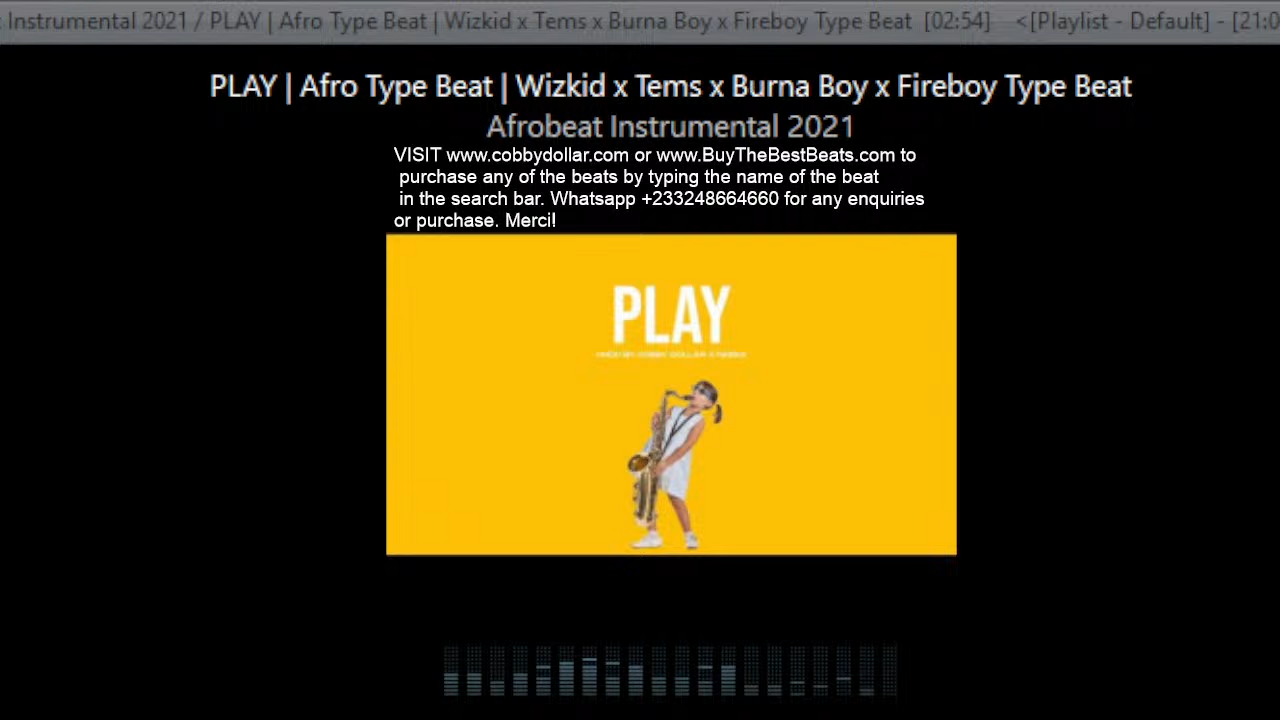 Instrumental 2021 / PLAY | Afro Type Beat | Wizkid x Tems x Burna Boy x Fireboy Type Beat [02:54] <[Playlist - Default] - [21:0
PLAY | Afro Type Beat | Wizkid x Tems x Burna Boy x Fireboy Type Beat
Afrobeat Instrumental 2021
VISIT www.cobbydollar.com or www.BuyTheBestBeats.com to
purchase any of the beats by typing the name of the beat
in the search bar. Whatsapp +233248664660 for any enquiries
or purchase. Merci!
PLAY